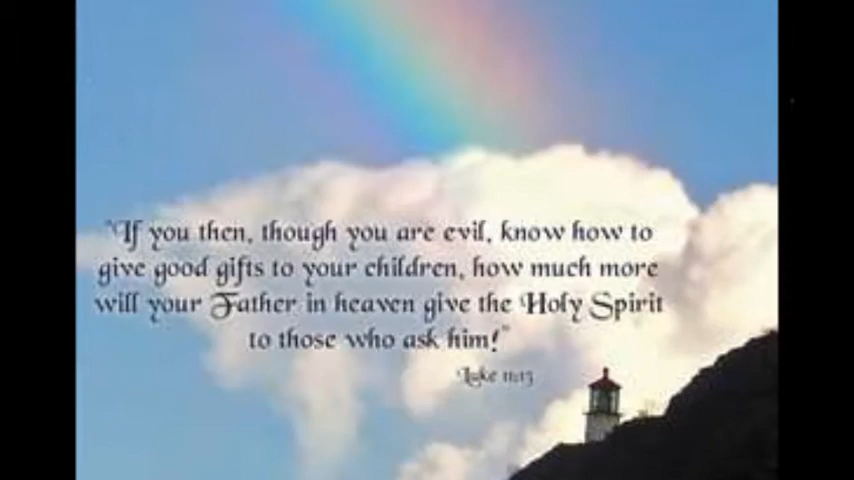 "If you then, though you are evil, know how to
give good gifts to your children, how much more
will your Father in heaven give the Holy Spirit
to those who ask him!"
Luke 11:13